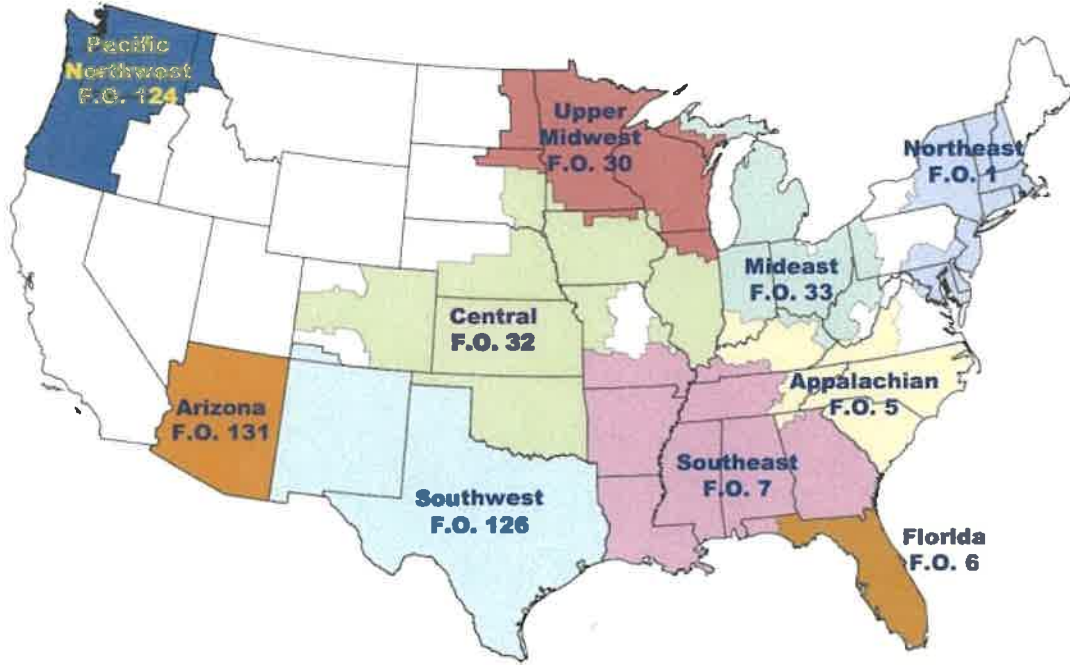 Pacific
Northwest
F.O. 124
Upper
Midwest
F.O. 30
Northeast
F.O. 1
Mideast
F.O. 33
Central
F.O. 32
Appalachian
F.O. 5
Arizona
F.O. 131
Southeast
F.O. 7
Southwest
F.O. 126
Florida
F.O. 6